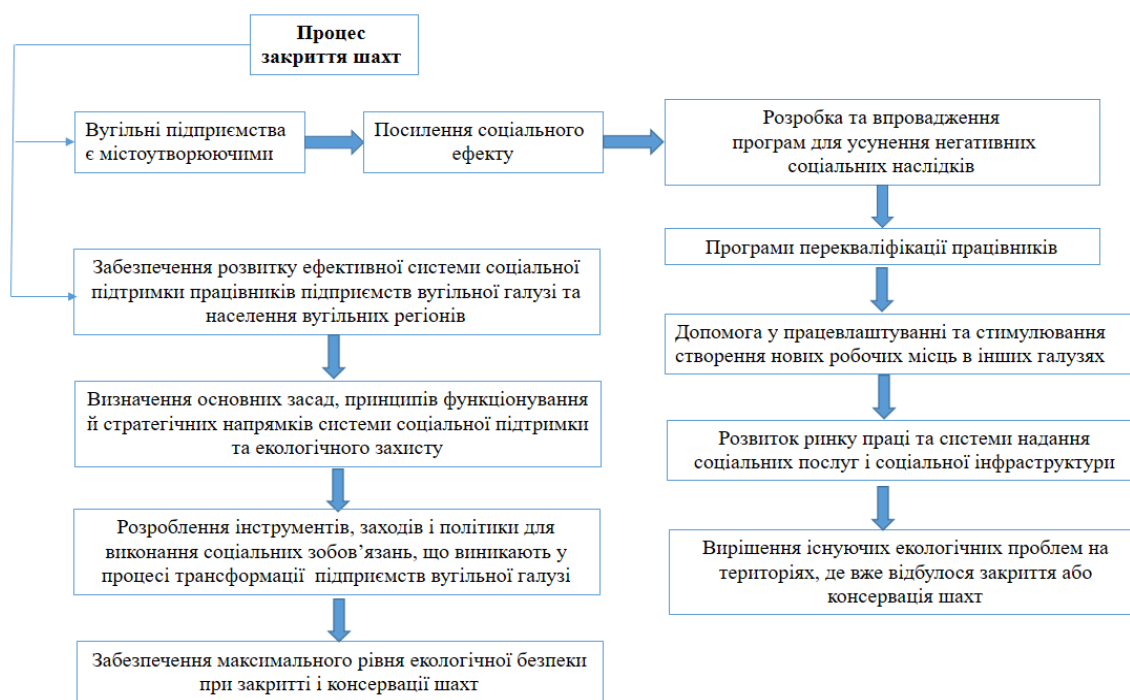 Процес
закриття шахт
Вугільні підприємства
є містоутворюючими
Посилення соціального
ефекту
Розробка та впровадження
програм для усунення негативних
соціальних наслідків
Програми перекваліфікації працівників
Допомога у працевлаштуванні та стимулювання
створення нових робочих місць в інших галузях
Розвиток ринку праці та системи надання
соціальних послуг і соціальної інфраструктури
Вирішення існуючих екологічних проблем на
територіях, де вже відбулося закриття або
консервація шахт
Забезпечення розвитку ефективної системи соціальної
підтримки працівників підприємств вугільної галузі та
населення вугільних регіонів
Визначення основних засад, принципів функціонування
й стратегічних напрямків системи соціальної підтримки
та екологічного захисту
Розроблення інструментів, заходів і політики для
виконання соціальних зобов’язань, що виникають у
процесі трансформації підприємств вугільної галузі
Забезпечення максимального рівня екологічної безпеки
при закритті і консервації шахт